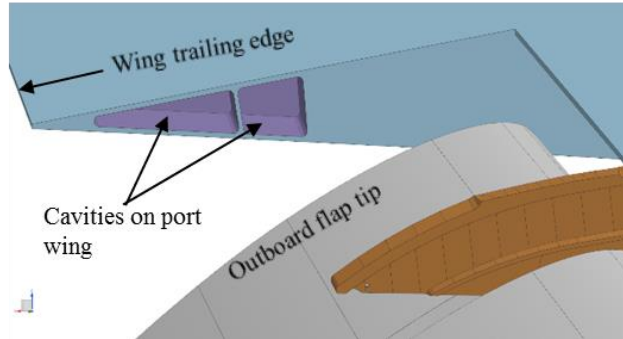 Wing trailing edge
Cavities on port
wing
Outboard flap tip